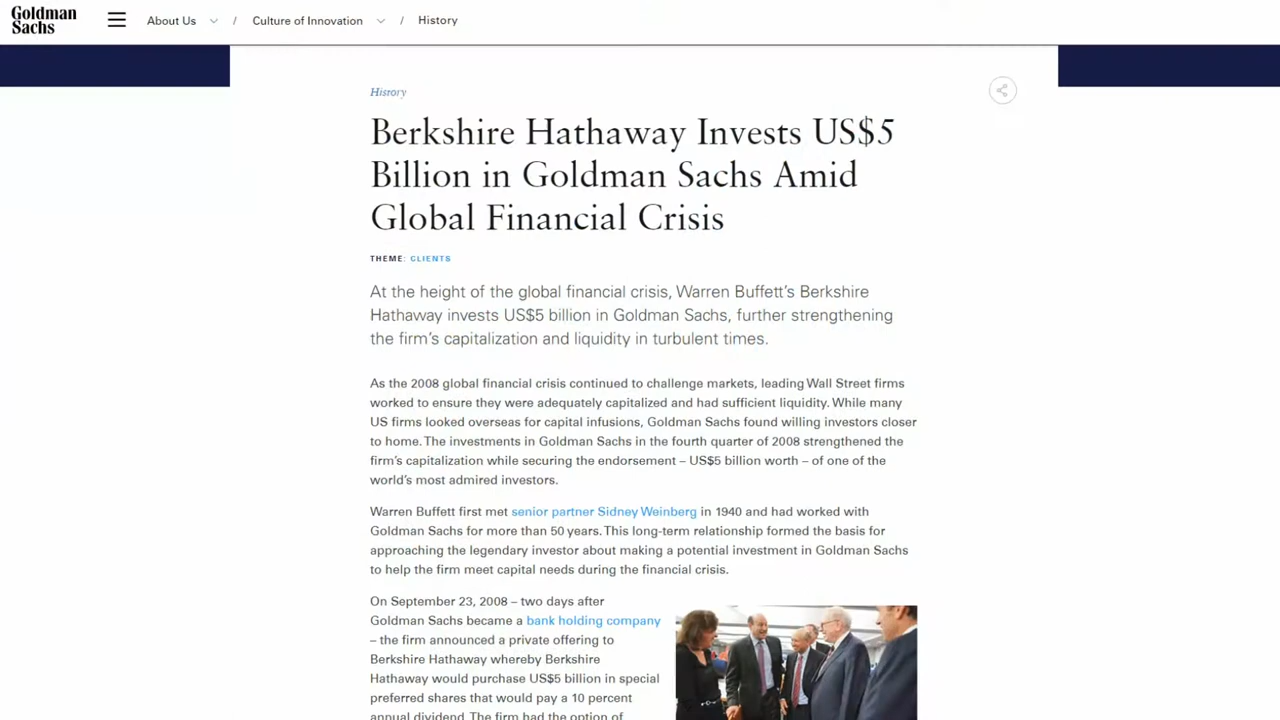 Goldman
Sachs
About Us / Culture of Innovation / History
History
Berkshire Hathaway Invests US$5
Billion in Goldman Sachs Amid
Global Financial Crisis
THEME: CLIENTS
At the height of the global financial crisis, Warren Buffett’s Berkshire
Hathaway invests US$5 billion in Goldman Sachs, further strengthening
the firm’s capitalization and liquidity in turbulent times.
As the 2008 global financial crisis continued to challenge markets, leading Wall Street firms
worked to ensure they were adequately capitalized and had sufficient liquidity. While many
US firms looked overseas for capital infusions, Goldman Sachs found willing investors closer
to home. The investments in Goldman Sachs in the fourth quarter of 2008 strengthened the
firm’s capitalization while securing the endorsement – US$5 billion worth – of one of the
world’s most admired investors.
Warren Buffett first met senior partner Sidney Weinberg in 1940 and had worked with
Goldman Sachs for more than 50 years. This long-term relationship formed the basis for
approaching the legendary investor about making a potential investment in Goldman Sachs
to help the firm meet capital needs during the financial crisis.
On September 23, 2008 – two days after
Goldman Sachs became a bank holding company
– the firm announced a private offering to
Berkshire Hathaway whereby Berkshire
Hathaway would purchase US$5 billion in special
preferred shares that would pay a 10 percent
annual dividend. The firm had the option of